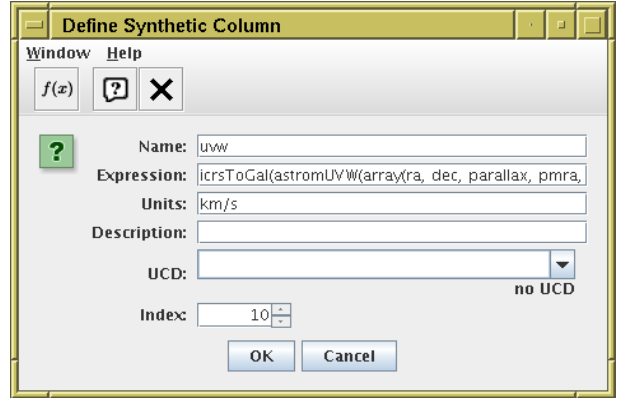 Define Synthetic Column
Window Help
f(x)
Name: uvw
Expression: icrsToGal(astromUVW(array(ra, dec, parallax, pmra,
Units: km/s
Description:
UCD:
no UCD
Index: 10
OK Cancel